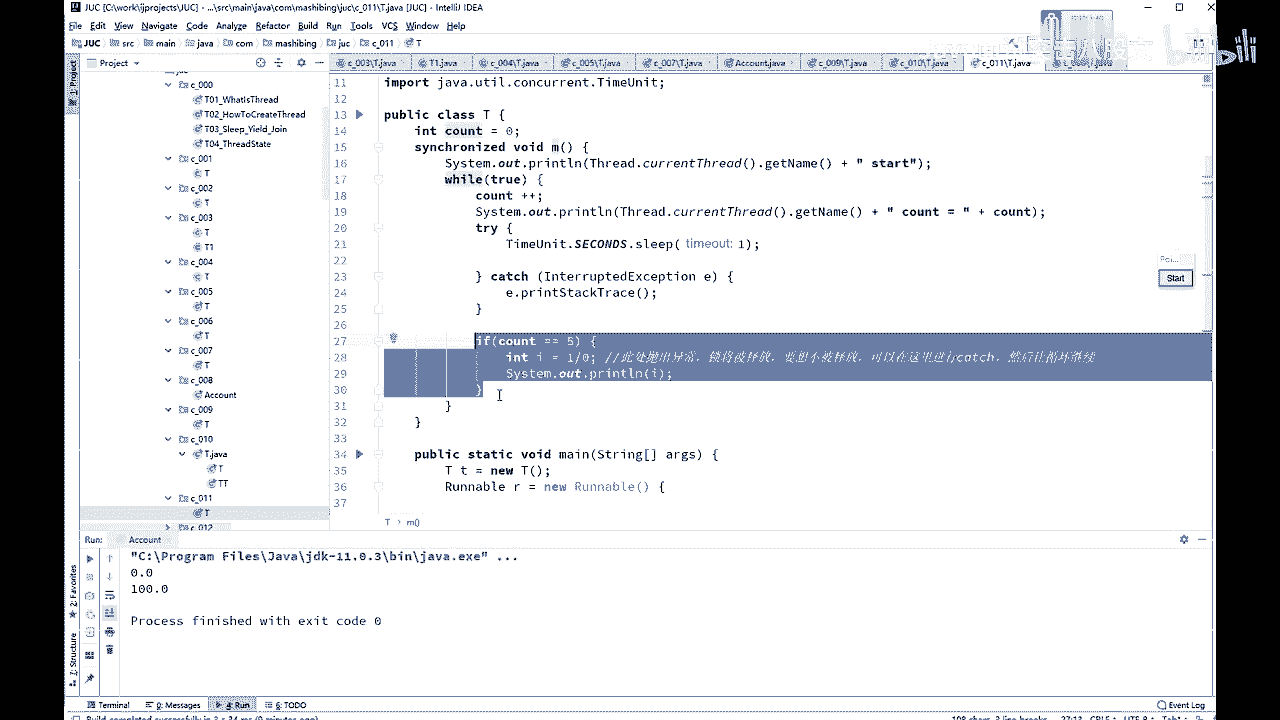 JUC [C:\work\ijprojects\JUC] - ...\src\main\java\com\mashibing\juc\c_011\T.java [JUC] - IntelliJ IDEA
File Edit View Navigate Code Analyze Refactor Build Run Tools VCS Window Help
JUC src main java com mashibing juc c_011 T
bilibili
Project
c_003\T.java T1.java c_004\T.java c_005\T.java c_007\T.java Account.java c_009\T.java c_010\T.java c_011\T.java
c_000
T01_WhatIsThread
T02_HowToCreateThread
T03_Sleep_Yield_Join
T04_ThreadState
c_001
T
c_002
T
c_003
T
T1
c_004
T
c_005
T
c_006
T
c_007
T
c_008
Account
c_009
T
c_010
T.java
T
TT
c_011
T
c_012
11 import java.util.concurrent.TimeUnit;
12
13 public class T {
14 int count = 0;
15 synchronized void m() {
16 System.out.println(Thread.currentThread().getName() + " start");
17 while(true) {
18 count ++;
19 System.out.println(Thread.currentThread().getName() + " count = " + count);
20 try {
21 TimeUnit.SECONDS.sleep( timeout: 1);
22
23 } catch (InterruptedException e) {
24 e.printStackTrace();
25 }
26
27 if(count == 5) {
28 int i = 1/0; //此处抛出异常，锁将被释放，要想不被释放，可以在这里进行catch，然后让循环继续
29 System.out.println(i);
30 }
31 }
32 }
33
34 public static void main(String[] args) {
35 T t = new T();
36 Runnable r = new Runnable() {
37
T › m()
Start
Run: Account
"C:\Program Files\Java\jdk-11.0.3\bin\java.exe" ...
0.0
100.0
Process finished with exit code 0
2: Favorites
Z: Structure
1: Project
Terminal 0: Messages 4: Run 6: TODO
Event Log